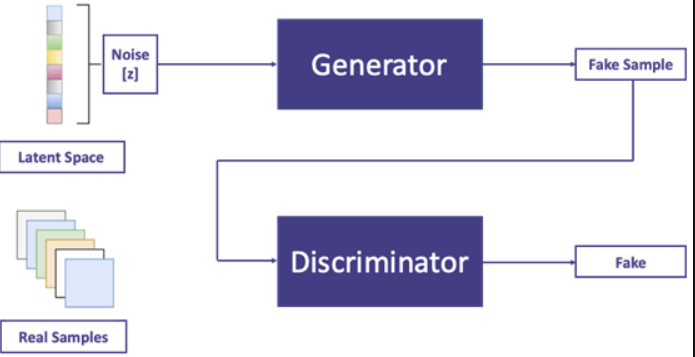 Noise
[z]
Generator
Fake Sample
Latent Space
Discriminator
Fake
Real Samples